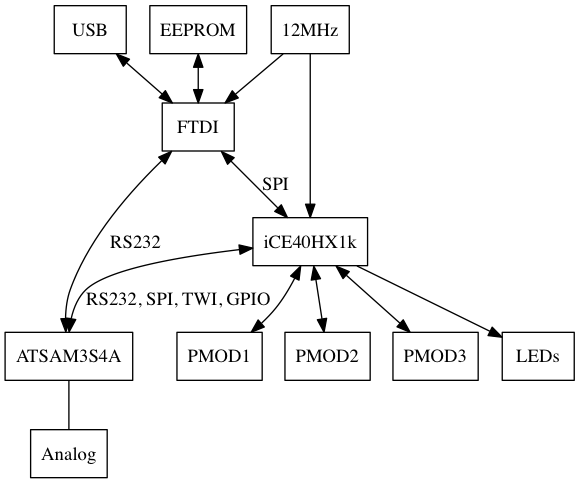 USB
EEPROM
12MHz
FTDI
SPI
iCE40HX1k
RS232
RS232, SPI, TWI, GPIO
ATSAM3S4A
PMOD1
PMOD2
PMOD3
LEDs
Analog